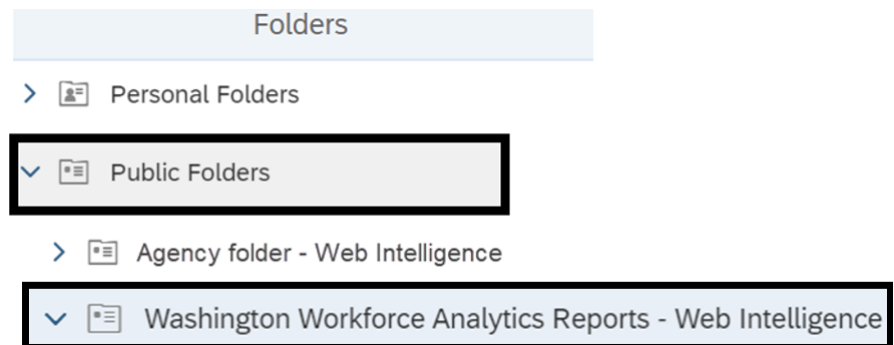 Folders
Personal Folders
Public Folders
Agency folder - Web Intelligence
Washington Workforce Analytics Reports - Web Intelligence